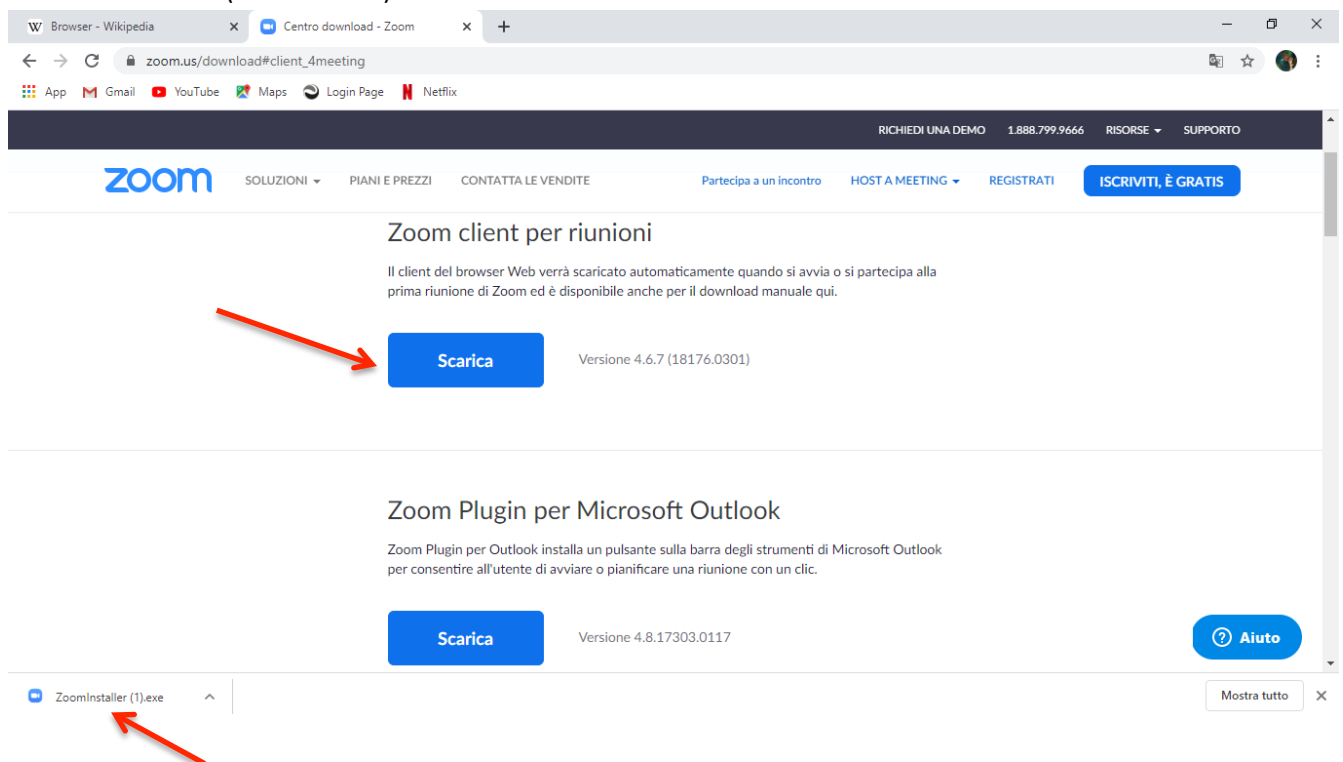 Browser - Wikipedia
Centro download - Zoom
zoom.us/download#client_4meeting
App Gmail YouTube Maps Login Page Netflix
RICHIEDI UNA DEMO 1.888.799.9666 RISORSE SUPPORTO
zoom SOLUZIONI PIANI E PREZZI CONTATTA LE VENDITE Partecipa a un incontro HOST A MEETING REGISTRATI ISCRIVITI, È GRATIS
Zoom client per riunioni
Il client del browser Web verrà scaricato automaticamente quando si avvia o si partecipa alla
prima riunione di Zoom ed è disponibile anche per il download manuale qui.
Scarica Versione 4.6.7 (18176.0301)
Zoom Plugin per Microsoft Outlook
Zoom Plugin per Outlook installa un pulsante sulla barra degli strumenti di Microsoft Outlook
per consentire all'utente di avviare o pianificare una riunione con un clic.
Scarica Versione 4.8.17303.0117
Aiuto
ZoomInstaller (1).exe Mostra tutto